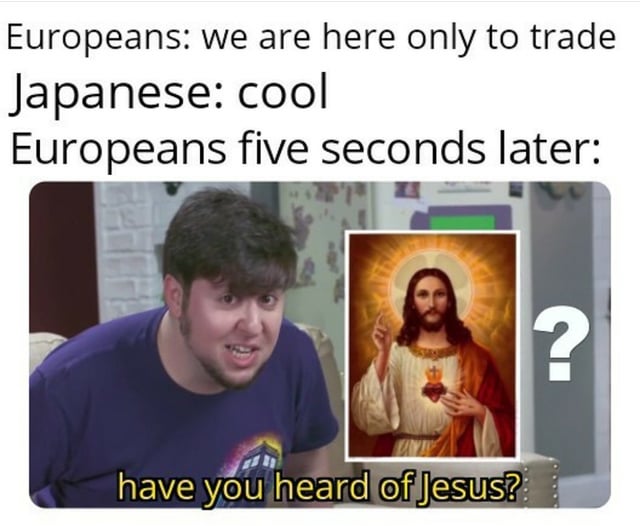 Europeans: we are here only to trade
Japanese: cool
Europeans five seconds later:
?
have you heard of Jesus?